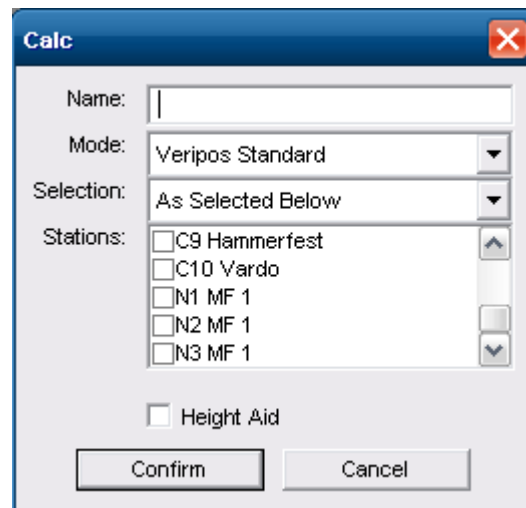 Calc
Name:
Mode: Veripos Standard
Selection: As Selected Below
Stations: C9 Hammerfest
C10 Vardo
N1 MF 1
N2 MF 1
N3 MF 1
Height Aid
Confirm Cancel